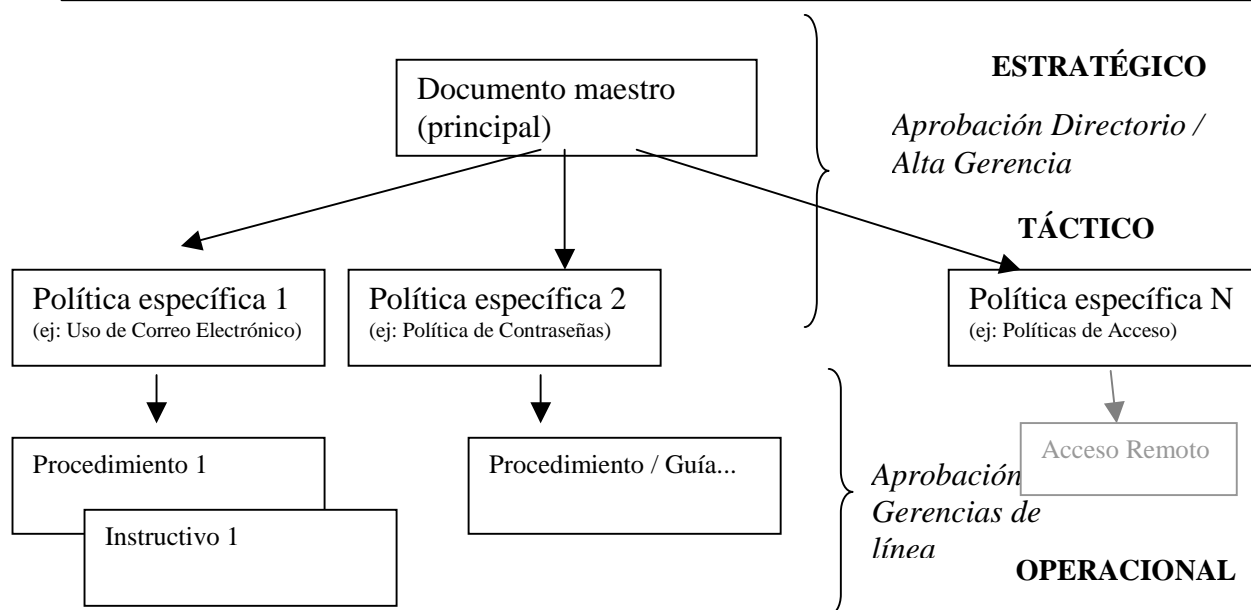 ESTRATÉGICO
Documento maestro
(principal)
Aprobación Directorio /
Alta Gerencia
TÁCTICO
Política específica 1
(ej: Uso de Correo Electrónico)
Política específica 2
(ej: Política de Contraseñas)
Política específica N
(ej: Políticas de Acceso)
Procedimiento 1
Instructivo 1
Procedimiento / Guía...
Acceso Remoto
Aprobación
Gerencias de
línea
OPERACIONAL